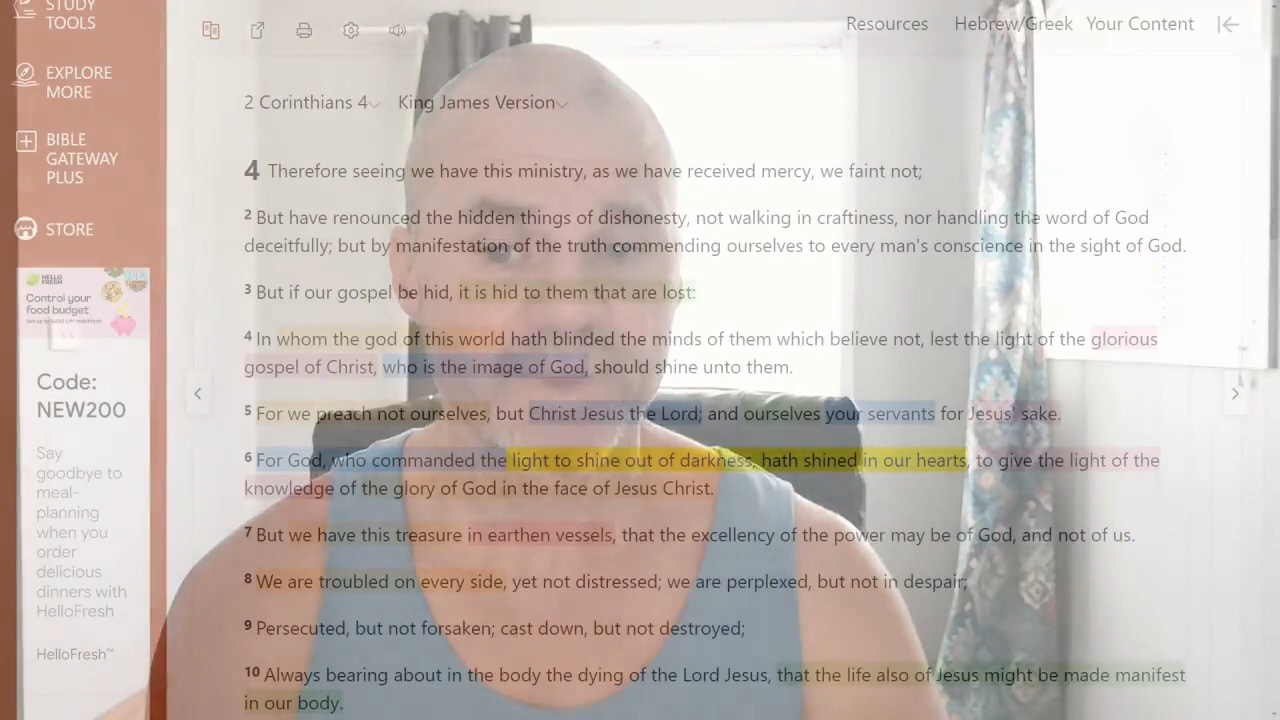 STUDY
TOOLS
EXPLORE
MORE
BIBLE
GATEWAY
PLUS
STORE
HELLO
FRESH
Control your
food budget
Code:
NEW200
Say
goodbye to
meal-
planning
when you
order
delicious
dinners with
HelloFresh
HelloFresh™
Resources Hebrew/Greek Your Content
2 Corinthians 4 King James Version
4 Therefore seeing we have this ministry, as we have received mercy, we faint not;
2 But have renounced the hidden things of dishonesty, not walking in craftiness, nor handling the word of God
deceitfully; but by manifestation of the truth commending ourselves to every man's conscience in the sight of God.
3 But if our gospel be hid, it is hid to them that are lost:
4 In whom the god of this world hath blinded the minds of them which believe not, lest the light of the glorious
gospel of Christ, who is the image of God, should shine unto them.
5 For we preach not ourselves, but Christ Jesus the Lord; and ourselves your servants for Jesus' sake.
6 For God, who commanded the light to shine out of darkness, hath shined in our hearts, to give the light of the
knowledge of the glory of God in the face of Jesus Christ.
7 But we have this treasure in earthen vessels, that the excellency of the power may be of God, and not of us.
8 We are troubled on every side, yet not distressed; we are perplexed, but not in despair;
9 Persecuted, but not forsaken; cast down, but not destroyed;
10 Always bearing about in the body the dying of the Lord Jesus, that the life also of Jesus might be made manifest
in our body.